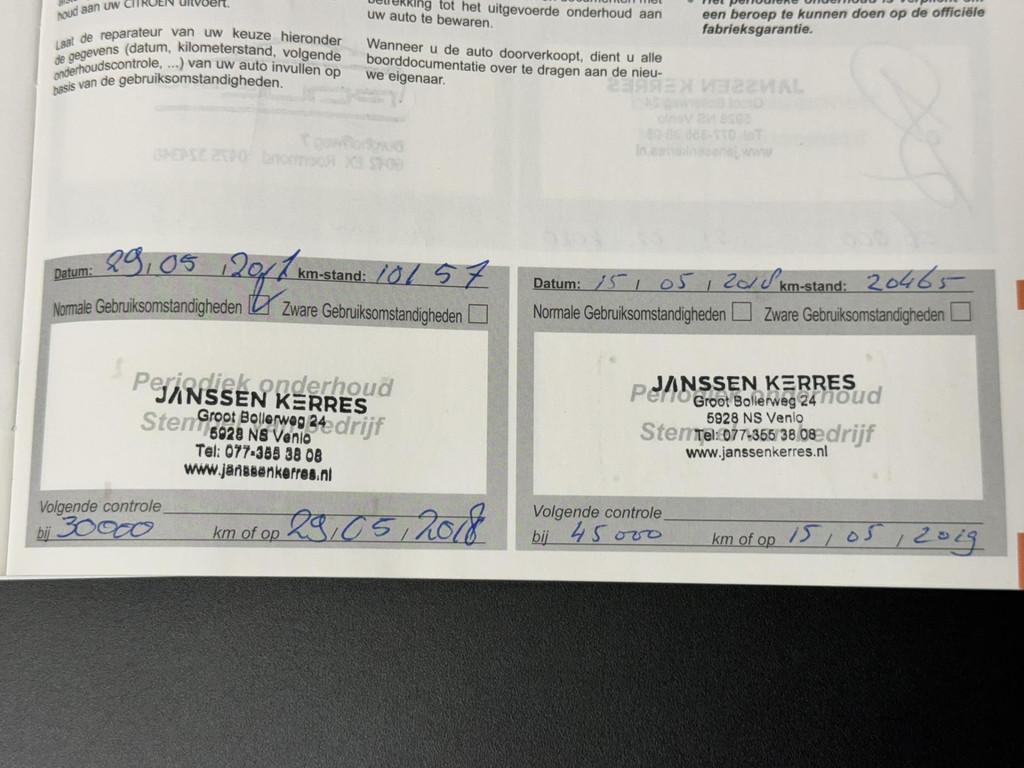 houd aan uw CITROËN uitvoert.
Laat de reparateur van uw keuze hieronder
de gegevens (datum, kilometerstand, volgende
onderhoudscontrole, ...) van uw auto invullen op
basis van de gebruiksomstandigheden.
betrekking tot het uitgevoerde onderhoud aan
uw auto te bewaren.
Wanneer u de auto doorverkoopt, dient u alle
boorddocumentatie over te dragen aan de nieu-
we eigenaar.
een beroep te kunnen doen op de officiële
fabrieksgarantie.
Datum: 29, 05, 2017 km-stand: 10157
Normale Gebruiksomstandigheden Zware Gebruiksomstandigheden
Periodiek onderhoud
JANSSEN KERRES
Groot Bollerweg 24
5928 NS Venlo
Tel: 077-355 38 08
www.janssenkerres.nl
Volgende controle
bij 30000 km of op 29, 05, 2018
Datum: 15, 05, 2018 km-stand: 20465
Normale Gebruiksomstandigheden Zware Gebruiksomstandigheden
Periodiek onderhoud
JANSSEN KERRES
Groot Bollerweg 24
5928 NS Venlo
Tel: 077-355 38 08
www.janssenkerres.nl
Volgende controle
bij 45000 km of op 15, 05, 2019